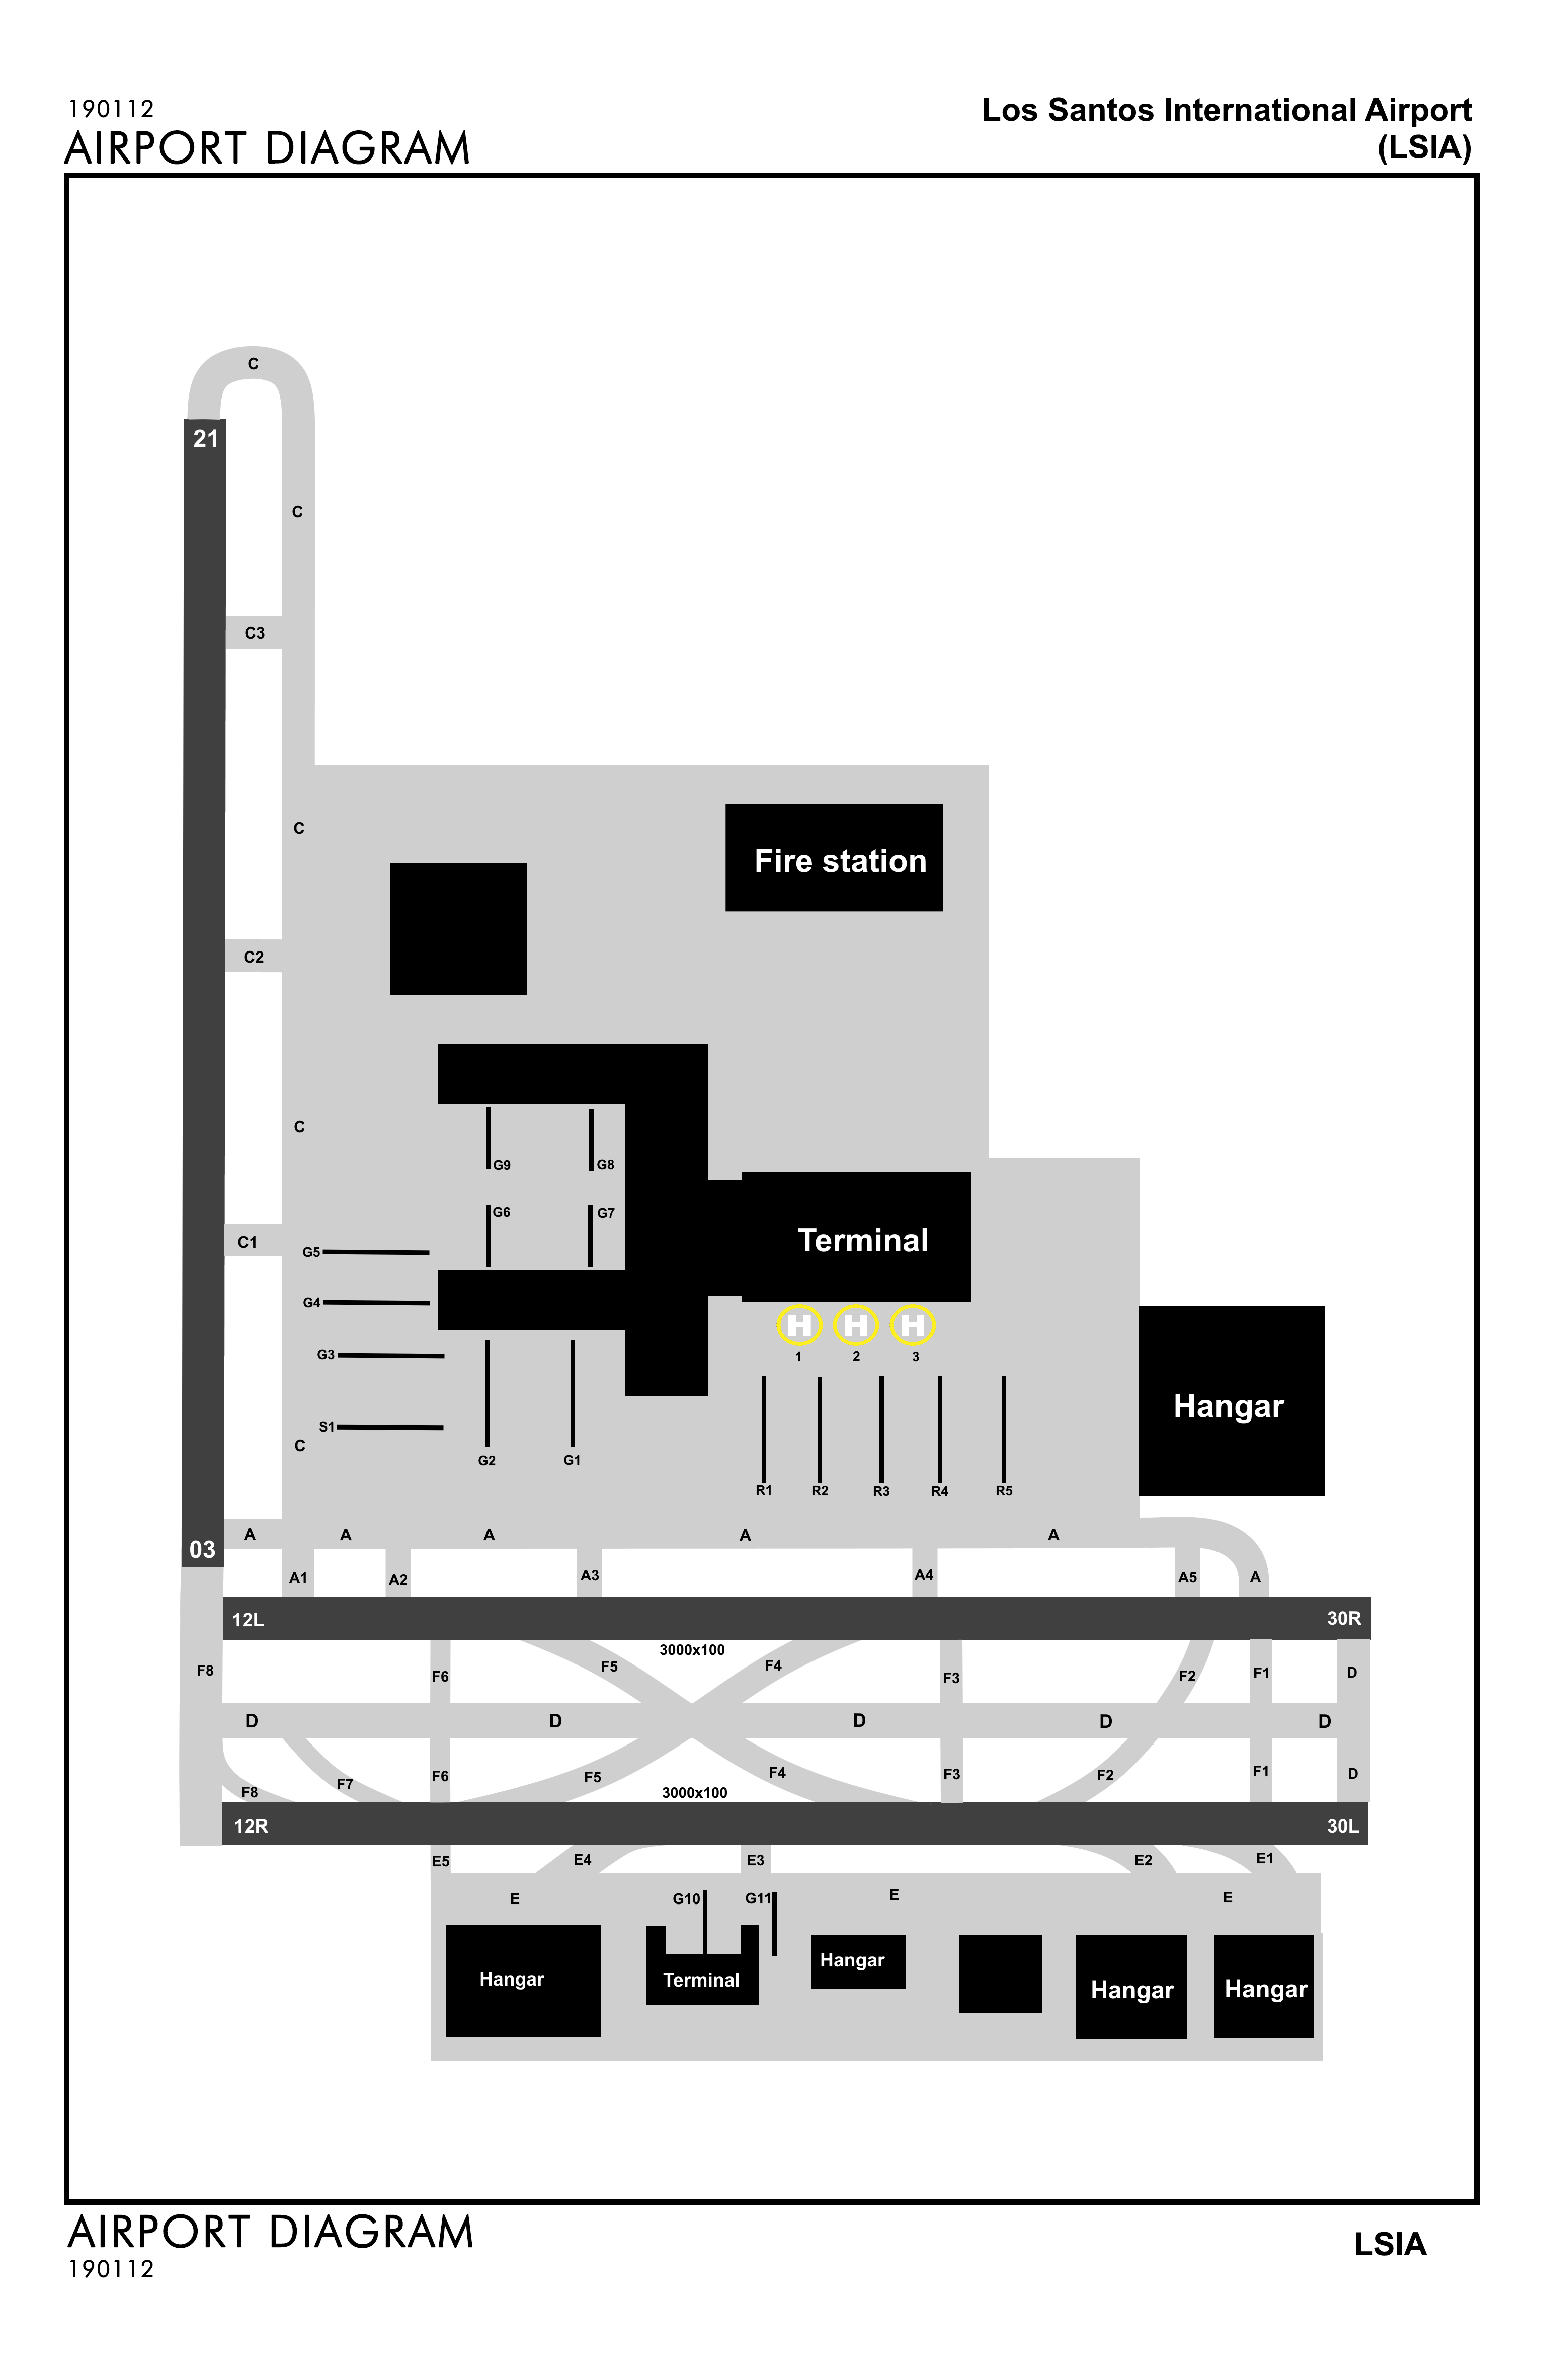 190112
AIRPORT DIAGRAM
Los Santos International Airport
(LSIA)
C
21
C
C3
C
Fire station
C2
C
G9
G8
G6
G7
C1
G5
Terminal
G4
1
2
3
G3
Hangar
S1
C
G2
G1
R1
R2
R3
R4
R5
A
A
A
A
A
03
A1
A2
A3
A4
A5
A
12L
30R
3000x100
F8
F6
F5
F4
F3
F2
F1
D
D
D
D
D
D
F8
F7
F6
F5
F4
F3
F2
F1
D
3000x100
12R
30L
E5
E4
E3
E2
E1
E
G10
G11
E
E
Hangar
Terminal
Hangar
Hangar
Hangar
AIRPORT DIAGRAM
190112
LSIA